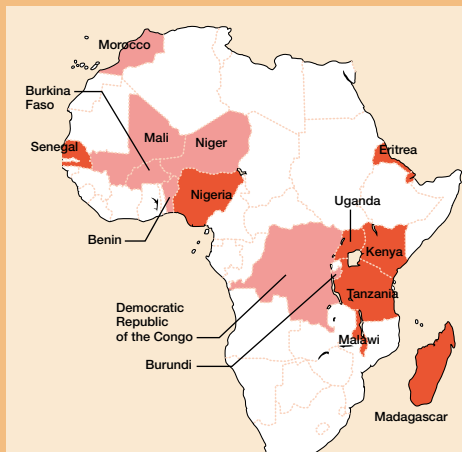 Morocco
Burkina
Faso
Mali
Niger
Senegal
Eritrea
Nigeria
Uganda
Benin
Kenya
Tanzania
Democratic
Republic
of the Congo
Malawi
Burundi
Madagascar